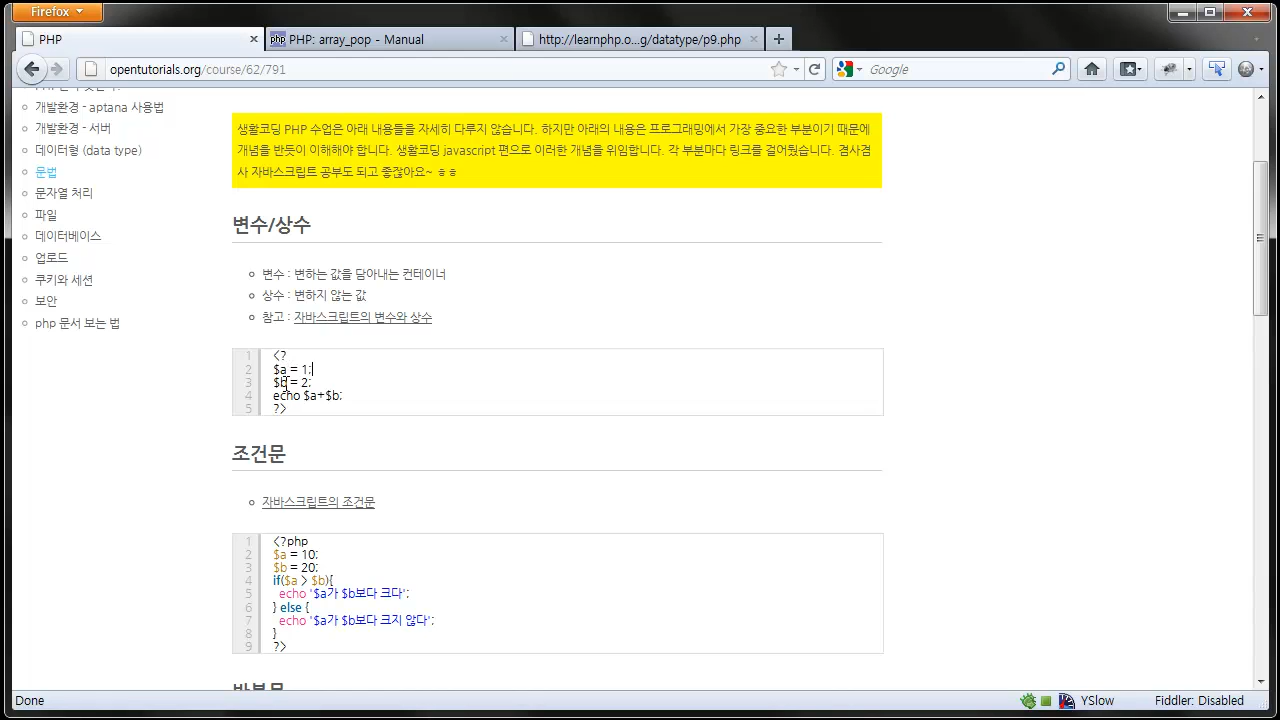 Firefox
PHP
php PHP: array_pop - Manual
http://learnphp.o...g/datatype/p9.php
opentutorials.org/course/62/791
Google
개발환경 - aptana 사용법
개발환경 - 서버
데이터형 (data type)
문법
문자열 처리
파일
데이터베이스
업로드
쿠키와 세션
보안
php 문서 보는 법
생활코딩 PHP 수업은 아래 내용들을 자세히 다루지 않습니다. 하지만 아래의 내용은 프로그래밍에서 가장 중요한 부분이기 때문에
개념을 반듯이 이해해야 합니다. 생활코딩 javascript 편으로 이러한 개념을 위임합니다. 각 부분마다 링크를 걸어뒀습니다. 겸사겸
사 자바스크립트 공부도 되고 좋잖아요~ ㅎㅎ
변수/상수
변수 : 변하는 값을 담아내는 컨테이너
상수 : 변하지 않는 값
참고 : 자바스크립트의 변수와 상수
1 <?
2 $a = 1;
3 $b = 2;
4 echo $a+$b;
5 ?>
조건문
자바스크립트의 조건문
1 <?php
2 $a = 10;
3 $b = 20;
4 if($a > $b){
5 echo '$a가 $b보다 크다';
6 } else {
7 echo '$a가 $b보다 크지 않다';
8 }
9 ?>
반복문
Done
YSlow
Fiddler: Disabled